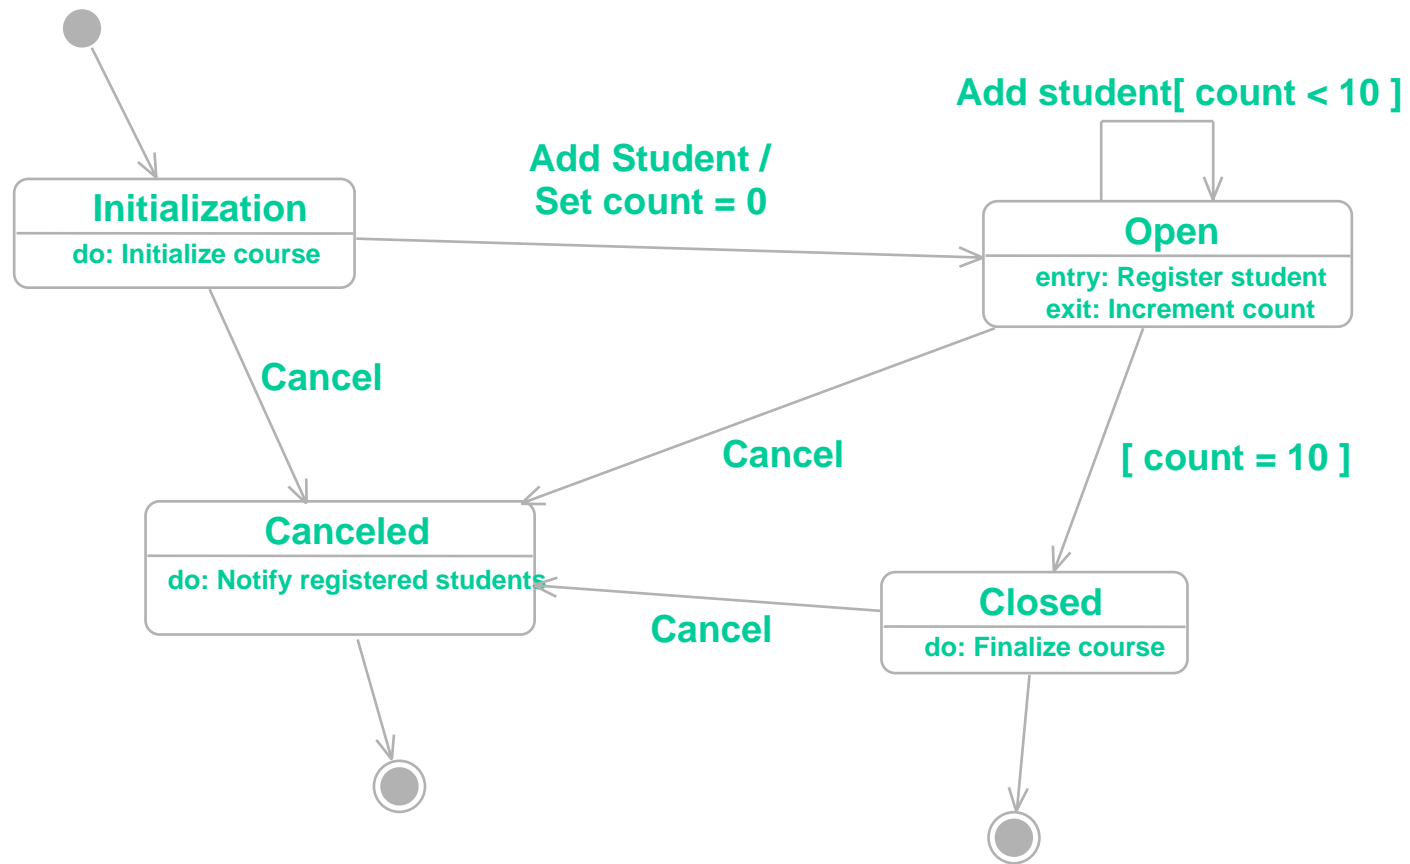 Add student[ count < 10 ]
Add Student /
Set count = 0
Initialization
do: Initialize course
Open
entry: Register student
exit: Increment count
Cancel
Cancel
[ count = 10 ]
Canceled
do: Notify registered students
Closed
do: Finalize course
Cancel